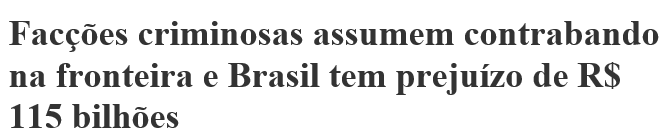 Facções criminosas assumem contrabando
na fronteira e Brasil tem prejuízo de R$
115 bilhões